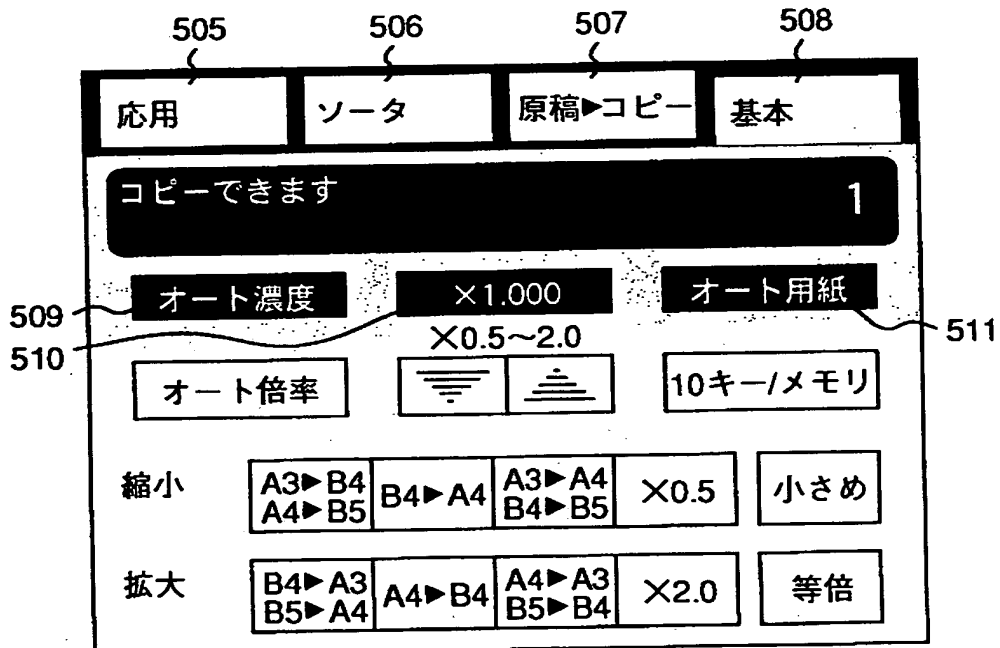 505 506 507 508
応用 ソータ 原稿▶コピー 基本
コピーできます 1
509 オート濃度 ×1.000 オート用紙 511
510 ×0.5~2.0
オート倍率 10キー/メモリ
縮小 A3▶B4 A4▶B5 B4▶A4 A3▶A4 B4▶B5 ×0.5 小さめ
拡大 B4▶A3 B5▶A4 A4▶B4 A4▶A3 B5▶B4 ×2.0 等倍